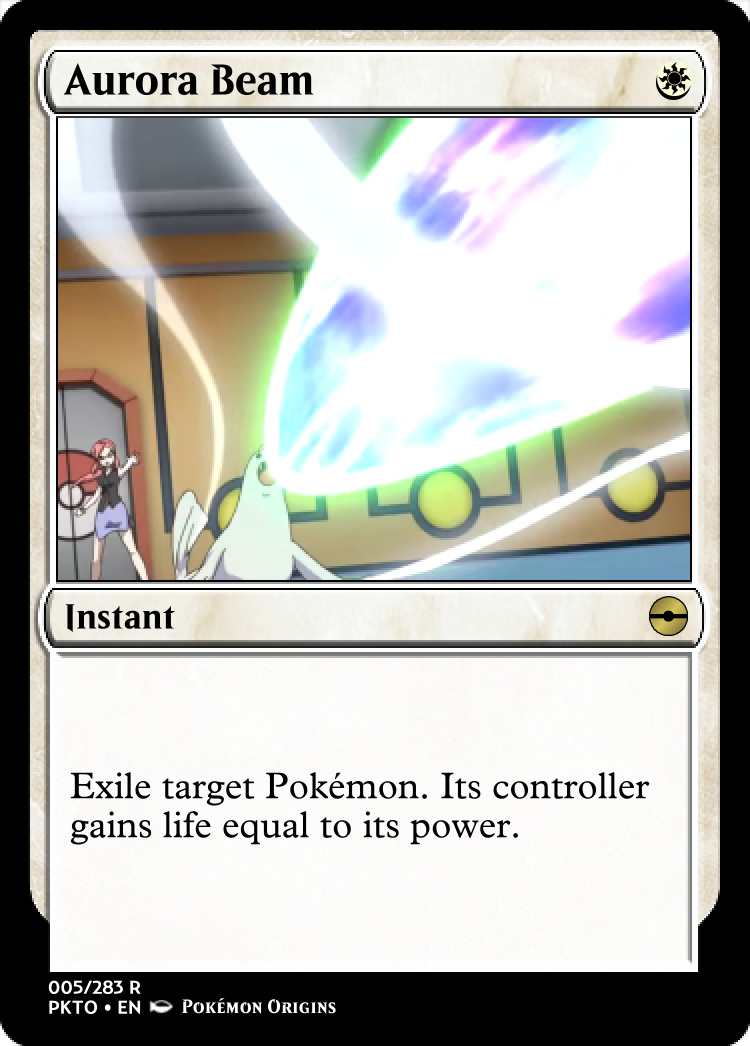 Aurora Beam
Instant
Exile target Pokémon. Its controller
gains life equal to its power.
005/283 R
PKTO • EN Pokémon Origins